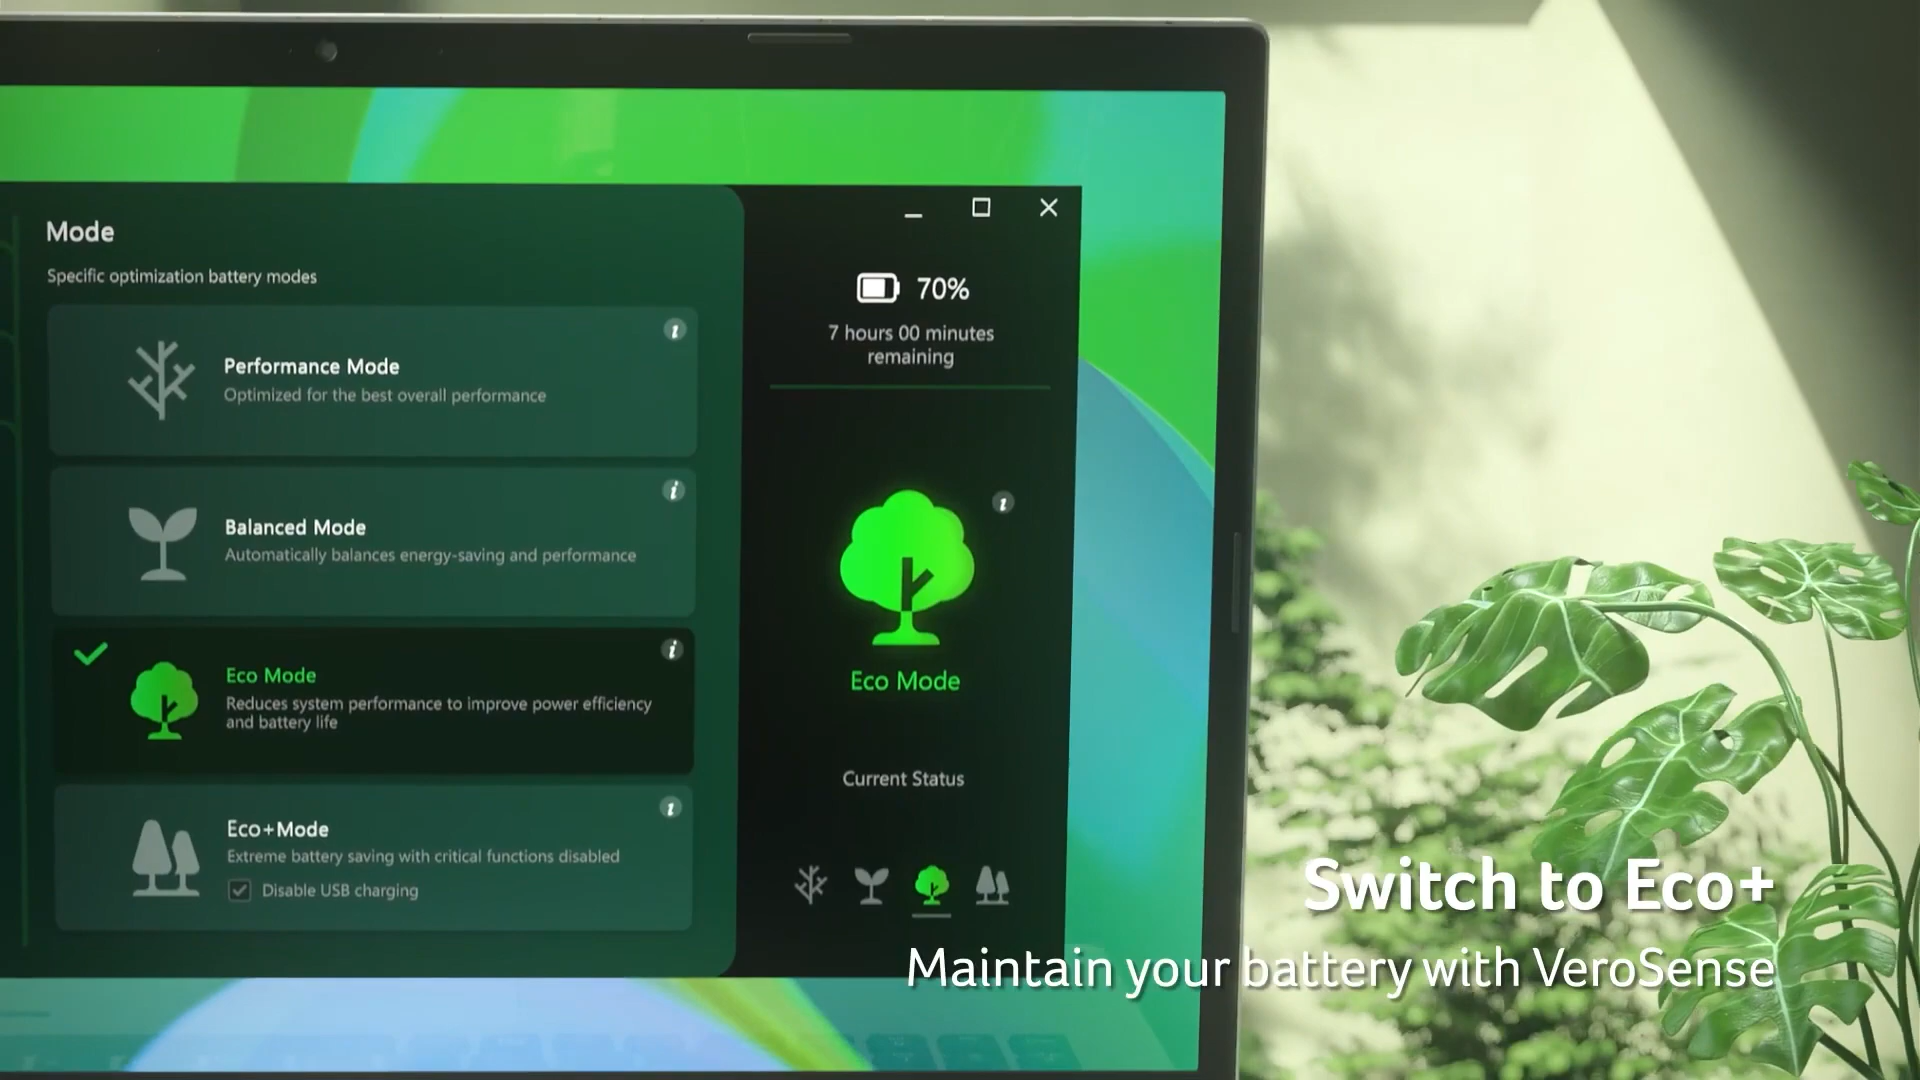 Mode
Specific optimization battery modes
Performance Mode
Optimized for the best overall performance
Balanced Mode
Automatically balances energy-saving and performance
Eco Mode
Reduces system performance to improve power efficiency
and battery life
Eco+Mode
Extreme battery saving with critical functions disabled
Disable USB charging
70%
7 hours 00 minutes
remaining
Eco Mode
Current Status
Switch to Eco+
Maintain your battery with VeroSense